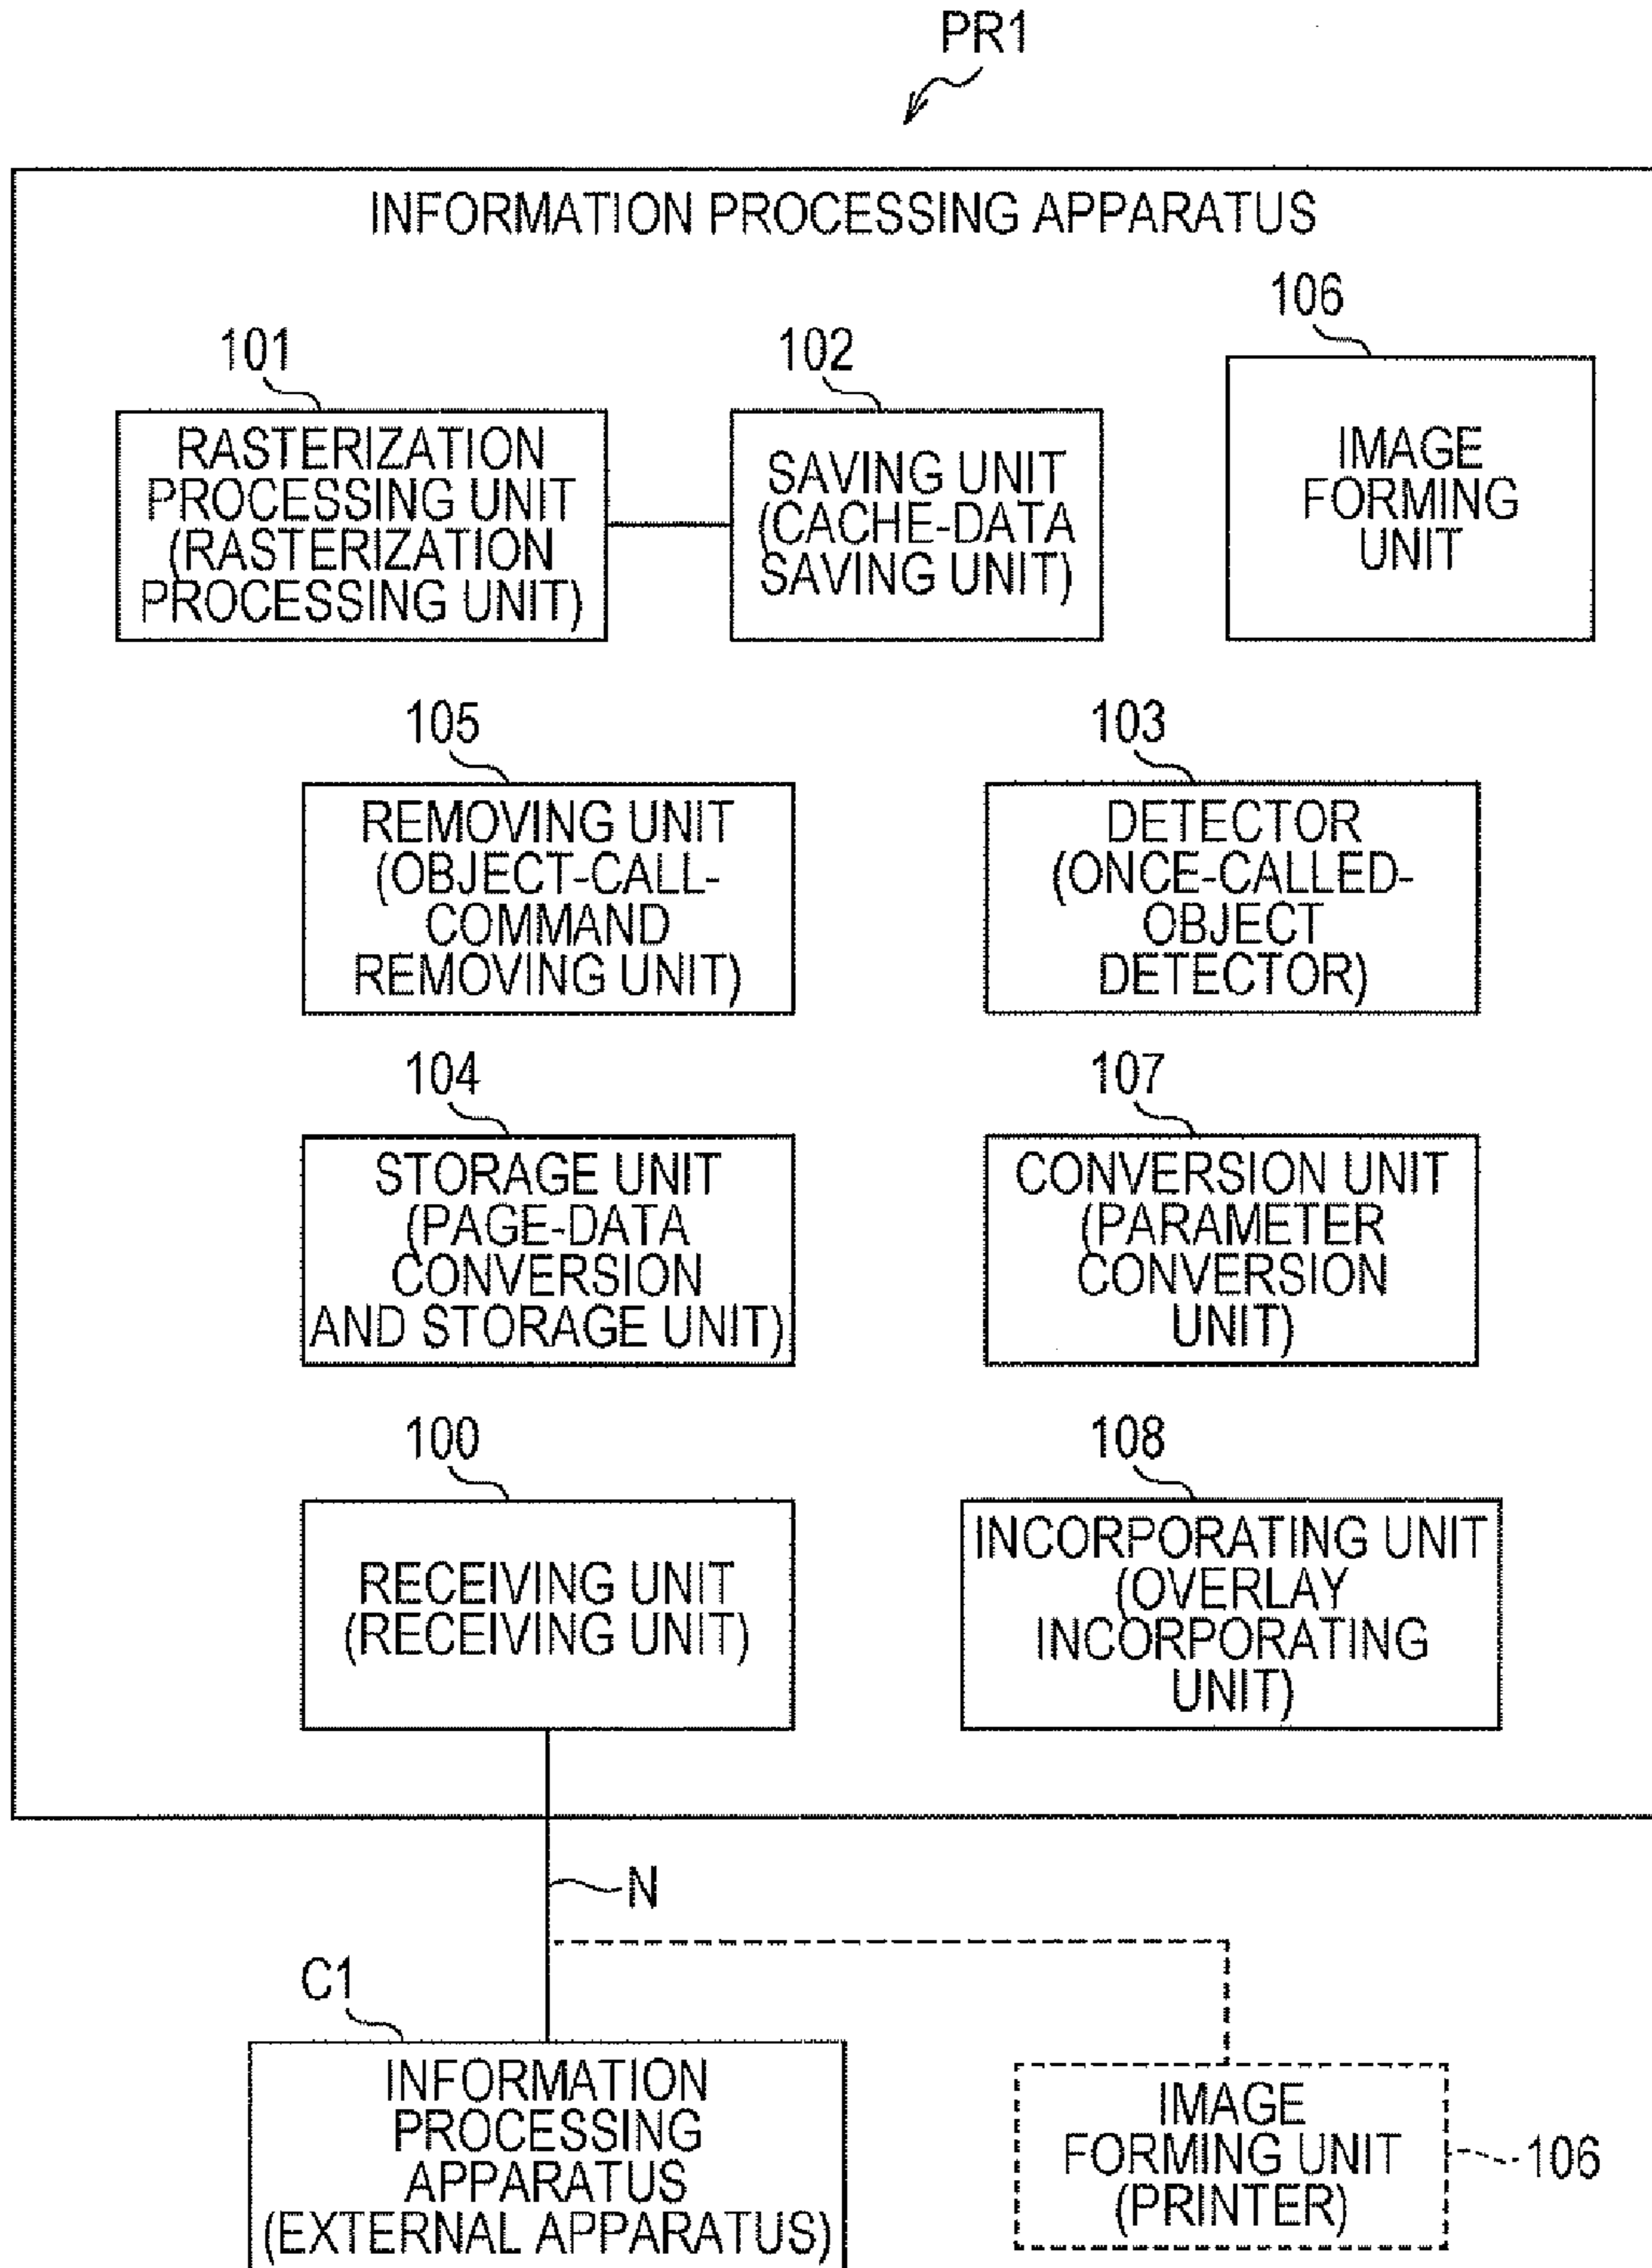 PR1
INFORMATION PROCESSING APPARATUS
101
RASTERIZATION
PROCESSING UNIT
(RASTERIZATION
PROCESSING UNIT)
102
SAVING UNIT
(CACHE-DATA
SAVING UNIT)
106
IMAGE
FORMING
UNIT
105
REMOVING UNIT
(OBJECT-CALL-
COMMAND
REMOVING UNIT)
103
DETECTOR
(ONCE-CALLED-
OBJECT
DETECTOR)
104
STORAGE UNIT
(PAGE-DATA
CONVERSION
AND STORAGE UNIT)
107
CONVERSION UNIT
(PARAMETER
CONVERSION
UNIT)
100
RECEIVING UNIT
(RECEIVING UNIT)
108
INCORPORATING UNIT
(OVERLAY
INCORPORATING
UNIT)
N
C1
INFORMATION
PROCESSING
APPARATUS
(EXTERNAL APPARATUS)
IMAGE
FORMING UNIT
(PRINTER)
106